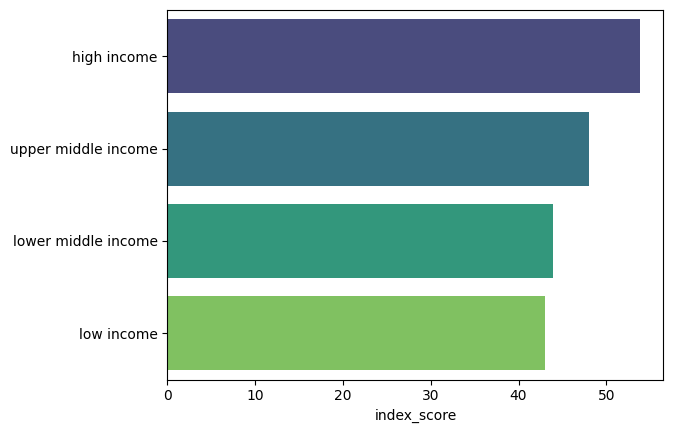 high income
upper middle income
lower middle income
low income
0 10 20 30 40 50
index_score